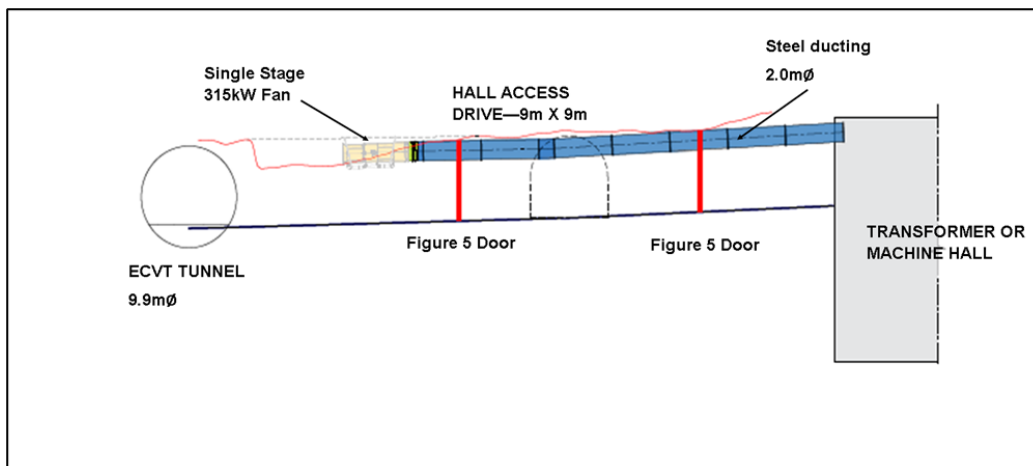 Steel ducting
2.0mØ
Single Stage
315kW Fan
HALL ACCESS
DRIVE—9m X 9m
Figure 5 Door
Figure 5 Door
TRANSFORMER OR
MACHINE HALL
ECVT TUNNEL
9.9mØ